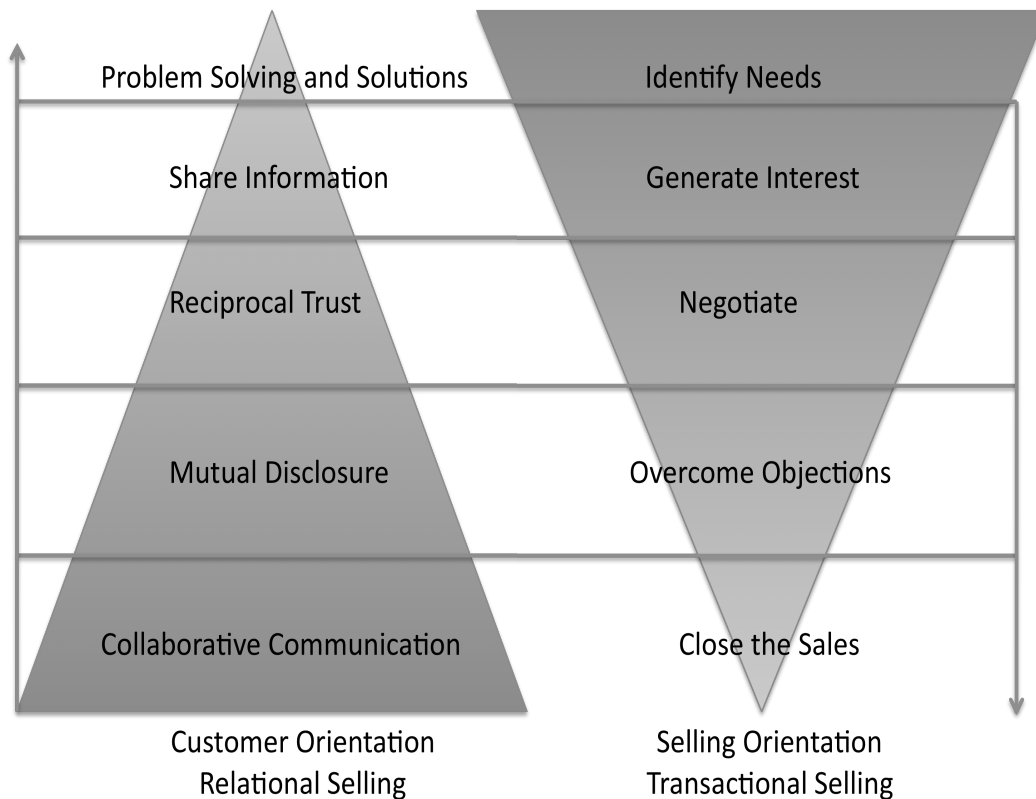 Problem Solving and Solutions
Identify Needs
Share Information
Generate Interest
Reciprocal Trust
Negotiate
Mutual Disclosure
Overcome Objections
Collaborative Communication
Close the Sales
Customer Orientation
Relational Selling
Selling Orientation
Transactional Selling